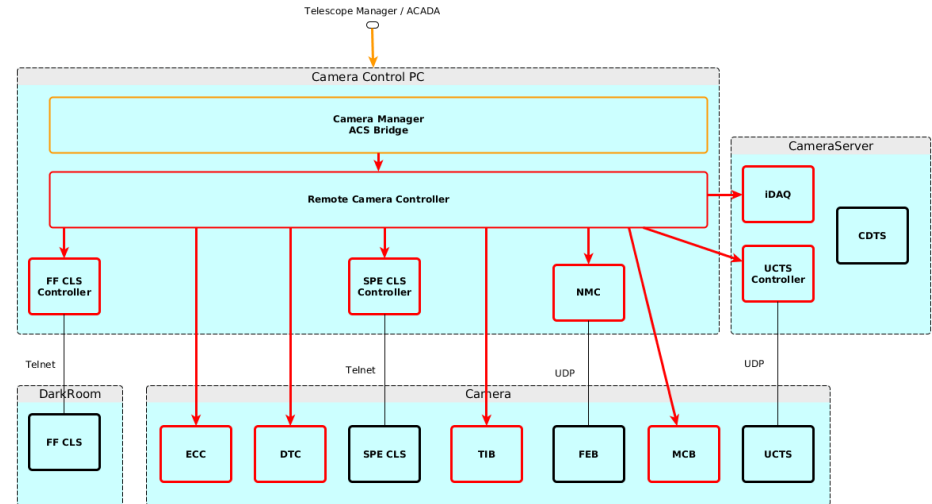 Telescope Manager / ACADA
Camera Control PC
Camera Manager
ACS Bridge
Remote Camera Controller
CameraServer
iDAQ
CDTS
FF CLS
Controller
SPE CLS
Controller
NMC
UCTS
Controller
Telnet
Telnet
UDP
UDP
DarkRoom
Camera
FF CLS
ECC
DTC
SPE CLS
TIB
FEB
MCB
UCTS